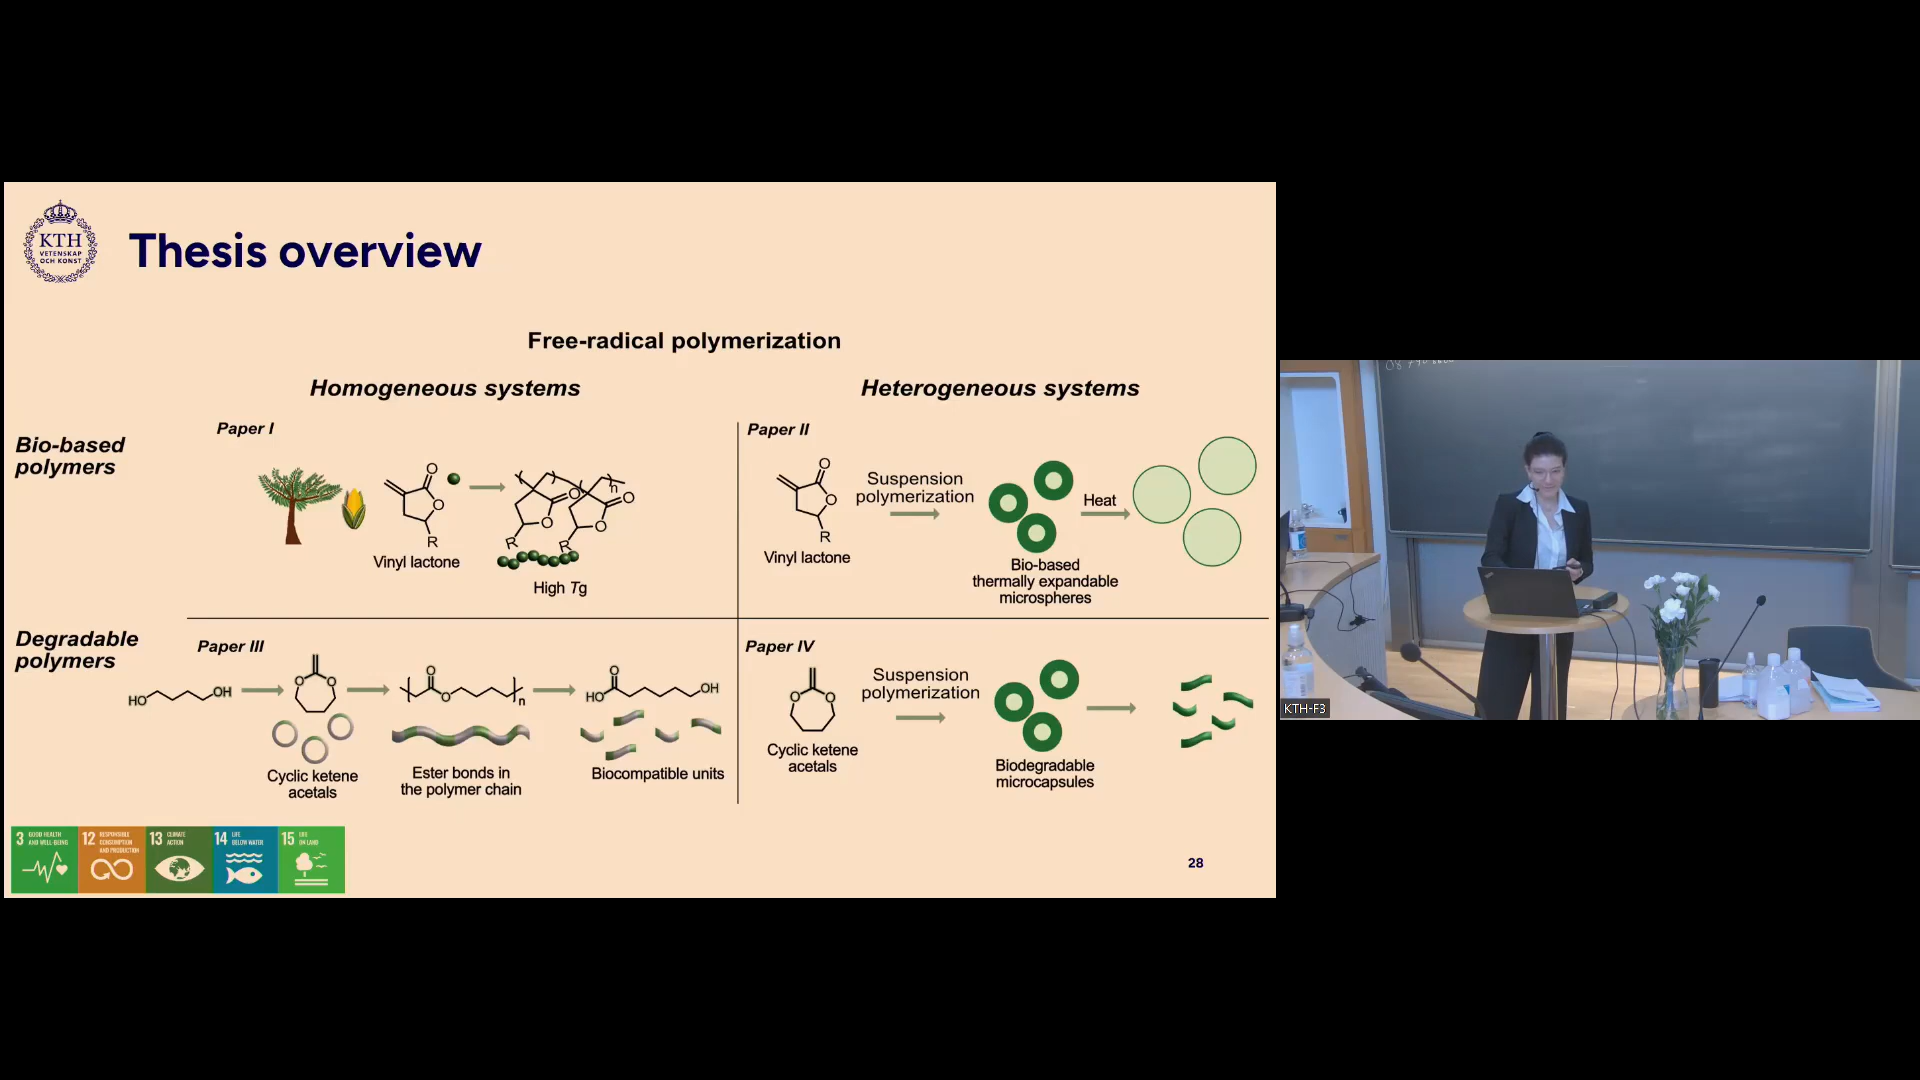 KTH
VETENSKAP
OCH KONST
Thesis overview
Free-radical polymerization
Homogeneous systems
Heterogeneous systems
Bio-based
polymers
Paper I
O
O
R
Vinyl lactone
n
O
O
O
O
R
R
High Tg
Paper II
O
O
R
Vinyl lactone
Suspension
polymerization
Bio-based
thermally expandable
microspheres
Heat
Degradable
polymers
Paper III
HO
OH
O
O
Cyclic ketene
acetals
O
O
n
Ester bonds in
the polymer chain
O
HO
OH
Biocompatible units
Paper IV
O
O
Cyclic ketene
acetals
Suspension
polymerization
Biodegradable
microcapsules
3 GOOD HEALTH
AND WELL-BEING
12 RESPONSIBLE
CONSUMPTION
AND PRODUCTION
13 CLIMATE
ACTION
14 LIFE
BELOW WATER
15 LIFE
ON LAND
28
KTH-F3